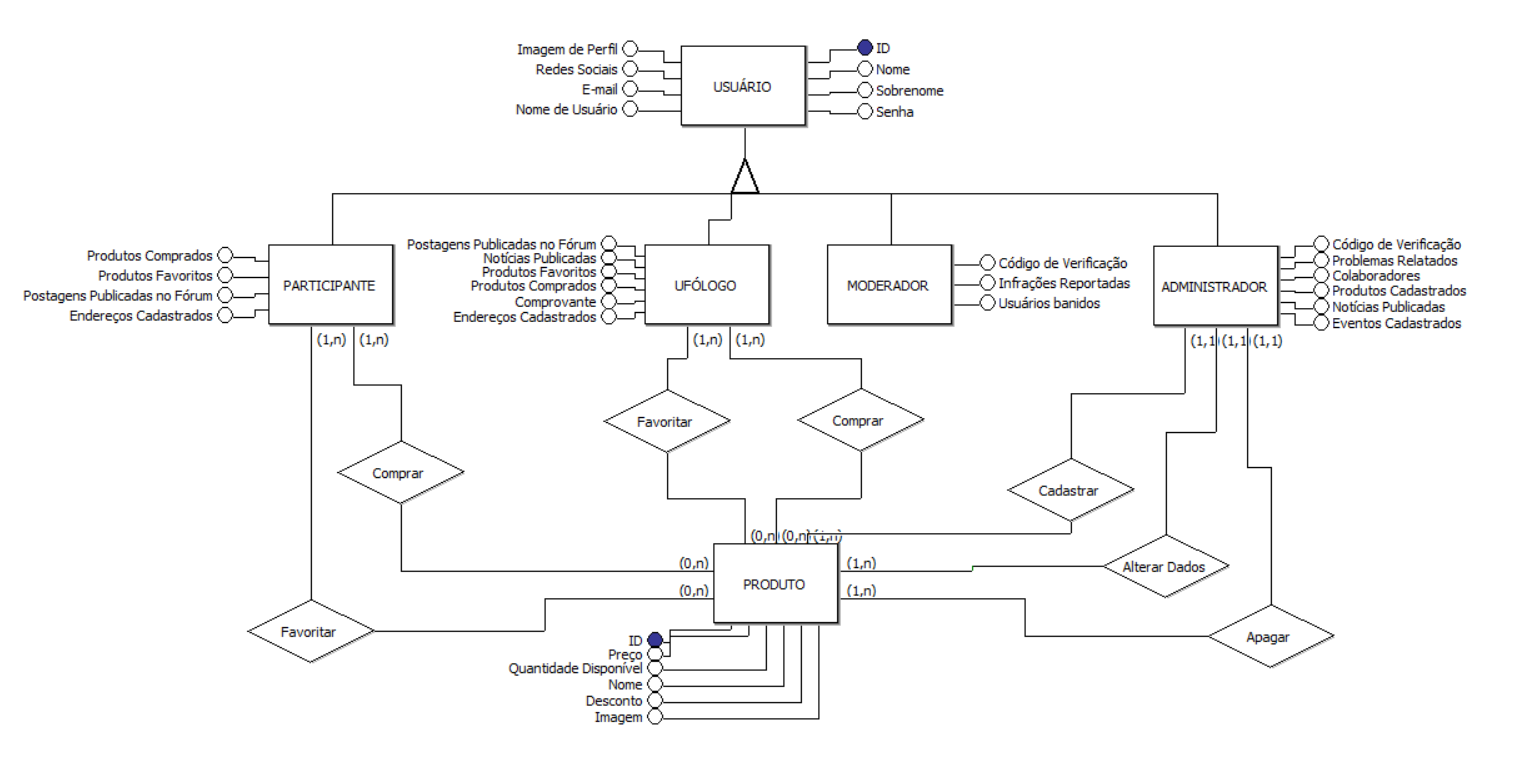 Imagem de Perfil
Redes Sociais
E-mail
Nome de Usuário
USUÁRIO
ID
Nome
Sobrenome
Senha
Produtos Comprados
Produtos Favoritos
Postagens Publicadas no Fórum
Endereços Cadastrados
PARTICIPANTE
(1,n) (1,n)
Postagens Publicadas no Fórum
Notícias Publicadas
Produtos Favoritos
Produtos Comprados
Comprovante
Endereços Cadastrados
UFÓLOGO
(1,n) (1,n)
MODERADOR
Código de Verificação
Infrações Reportadas
Usuários banidos
ADMINISTRADOR
Código de Verificação
Problemas Relatados
Colaboradores
Produtos Cadastrados
Notícias Publicadas
Eventos Cadastrados
(1,1) (1,1) (1,1)
Favoritar
Comprar
Comprar
Cadastrar
Alterar Dados
Favoritar
Apagar
(0,n) (0,n) (1,n)
(0,n)
(0,n)
PRODUTO
(1,n)
(1,n)
ID
Preço
Quantidade Disponível
Nome
Desconto
Imagem